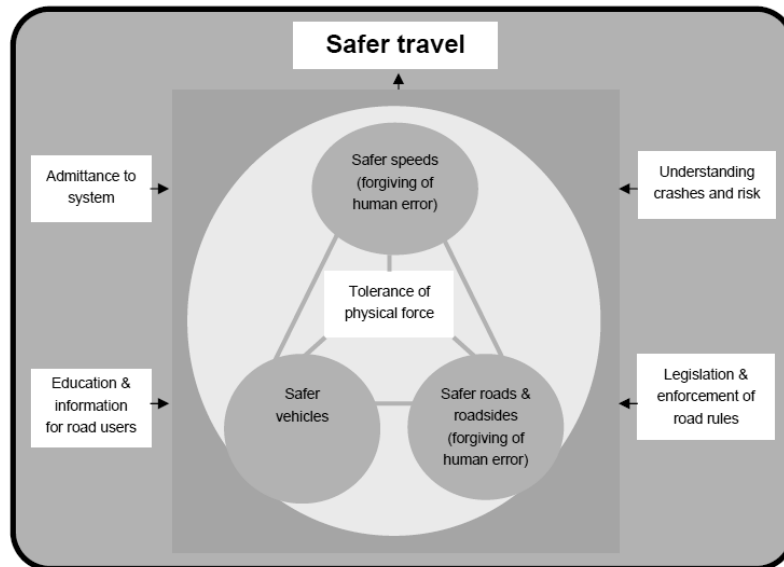 Safer travel
Safer speeds
(forgiving of
human error)
Admittance to
system
Understanding
crashes and risk
Tolerance of
physical force
Education &
information
for road users
Safer
vehicles
Safer roads &
roadsides
(forgiving of
human error)
Legislation &
enforcement of
road rules